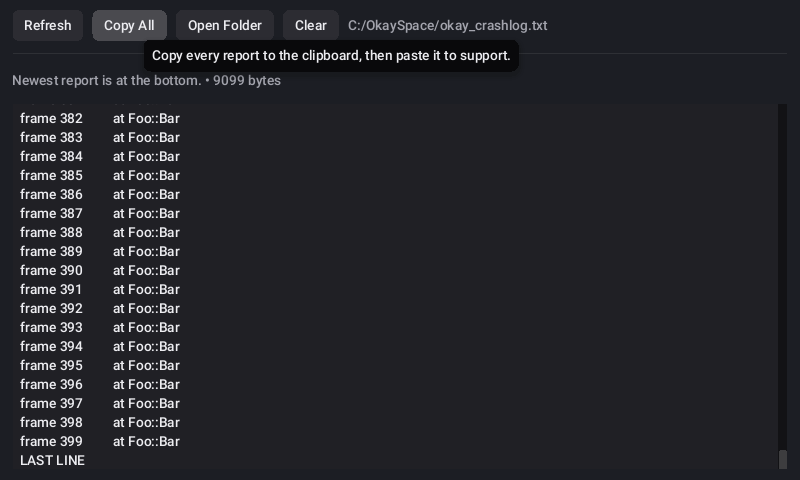 Refresh Copy All Open Folder Clear C:/OkaySpace/okay_crashlog.txt
Copy every report to the clipboard, then paste it to support.
Newest report is at the bottom. • 9099 bytes
frame 382 at Foo::Bar
frame 383 at Foo::Bar
frame 384 at Foo::Bar
frame 385 at Foo::Bar
frame 386 at Foo::Bar
frame 387 at Foo::Bar
frame 388 at Foo::Bar
frame 389 at Foo::Bar
frame 390 at Foo::Bar
frame 391 at Foo::Bar
frame 392 at Foo::Bar
frame 393 at Foo::Bar
frame 394 at Foo::Bar
frame 395 at Foo::Bar
frame 396 at Foo::Bar
frame 397 at Foo::Bar
frame 398 at Foo::Bar
frame 399 at Foo::Bar
LAST LINE